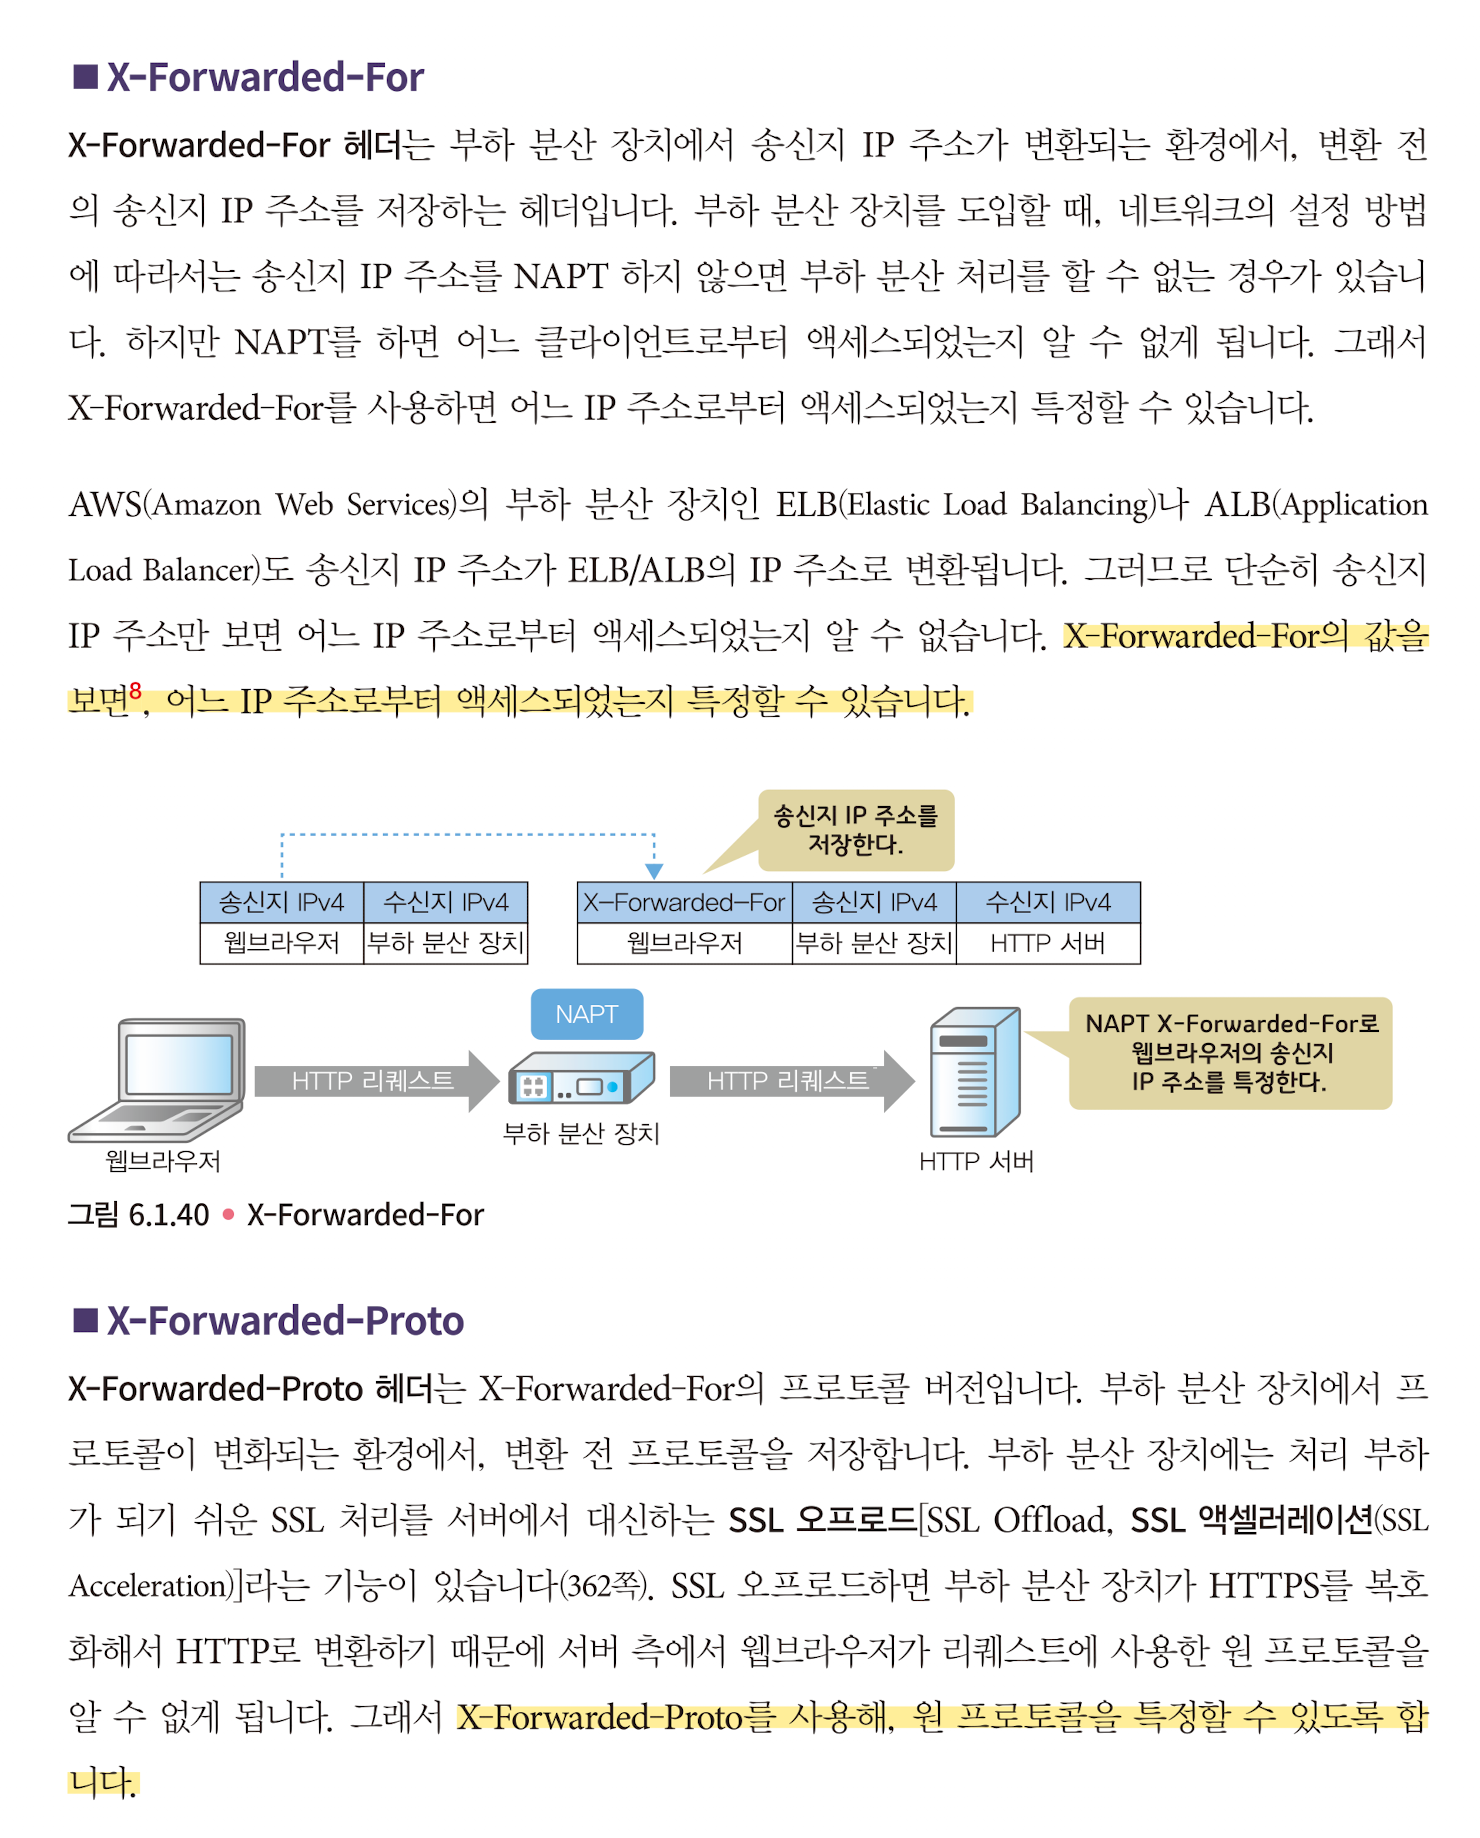 ■ X-Forwarded-For
X-Forwarded-For 헤더는 부하 분산 장치에서 송신지 IP 주소가 변환되는 환경에서, 변환 전
의 송신지 IP 주소를 저장하는 헤더입니다. 부하 분산 장치를 도입할 때, 네트워크의 설정 방법
에 따라서는 송신지 IP 주소를 NAPT 하지 않으면 부하 분산 처리를 할 수 없는 경우가 있습니
다. 하지만 NAPT를 하면 어느 클라이언트로부터 액세스되었는지 알 수 없게 됩니다. 그래서
X-Forwarded-For를 사용하면 어느 IP 주소로부터 액세스되었는지 특정할 수 있습니다.
AWS(Amazon Web Services)의 부하 분산 장치인 ELB(Elastic Load Balancing)나 ALB(Application
Load Balancer)도 송신지 IP 주소가 ELB/ALB의 IP 주소로 변환됩니다. 그러므로 단순히 송신지
IP 주소만 보면 어느 IP 주소로부터 액세스되었는지 알 수 없습니다. X-Forwarded-For의 값을
보면8, 어느 IP 주소로부터 액세스되었는지 특정할 수 있습니다.
송신지 IP 주소를
저장한다.
송신지 IPv4 수신지 IPv4 X-Forwarded-For 송신지 IPv4 수신지 IPv4
웹브라우저 부하 분산 장치 웹브라우저 부하 분산 장치 HTTP 서버
NAPT
NAPT X-Forwarded-For로
웹브라우저의 송신지
IP 주소를 특정한다.
HTTP 리퀘스트 HTTP 리퀘스트
부하 분산 장치
웹브라우저 HTTP 서버
그림 6.1.40 • X-Forwarded-For
■ X-Forwarded-Proto
X-Forwarded-Proto 헤더는 X-Forwarded-For의 프로토콜 버전입니다. 부하 분산 장치에서 프
로토콜이 변화되는 환경에서, 변환 전 프로토콜을 저장합니다. 부하 분산 장치에는 처리 부하
가 되기 쉬운 SSL 처리를 서버에서 대신하는 SSL 오프로드[SSL Offload, SSL 액셀러레이션(SSL
Acceleration)]라는 기능이 있습니다(362쪽). SSL 오프로드하면 부하 분산 장치가 HTTPS를 복호
화해서 HTTP로 변환하기 때문에 서버 측에서 웹브라우저가 리퀘스트에 사용한 원 프로토콜을
알 수 없게 됩니다. 그래서 X-Forwarded-Proto를 사용해, 원 프로토콜을 특정할 수 있도록 합
니다.